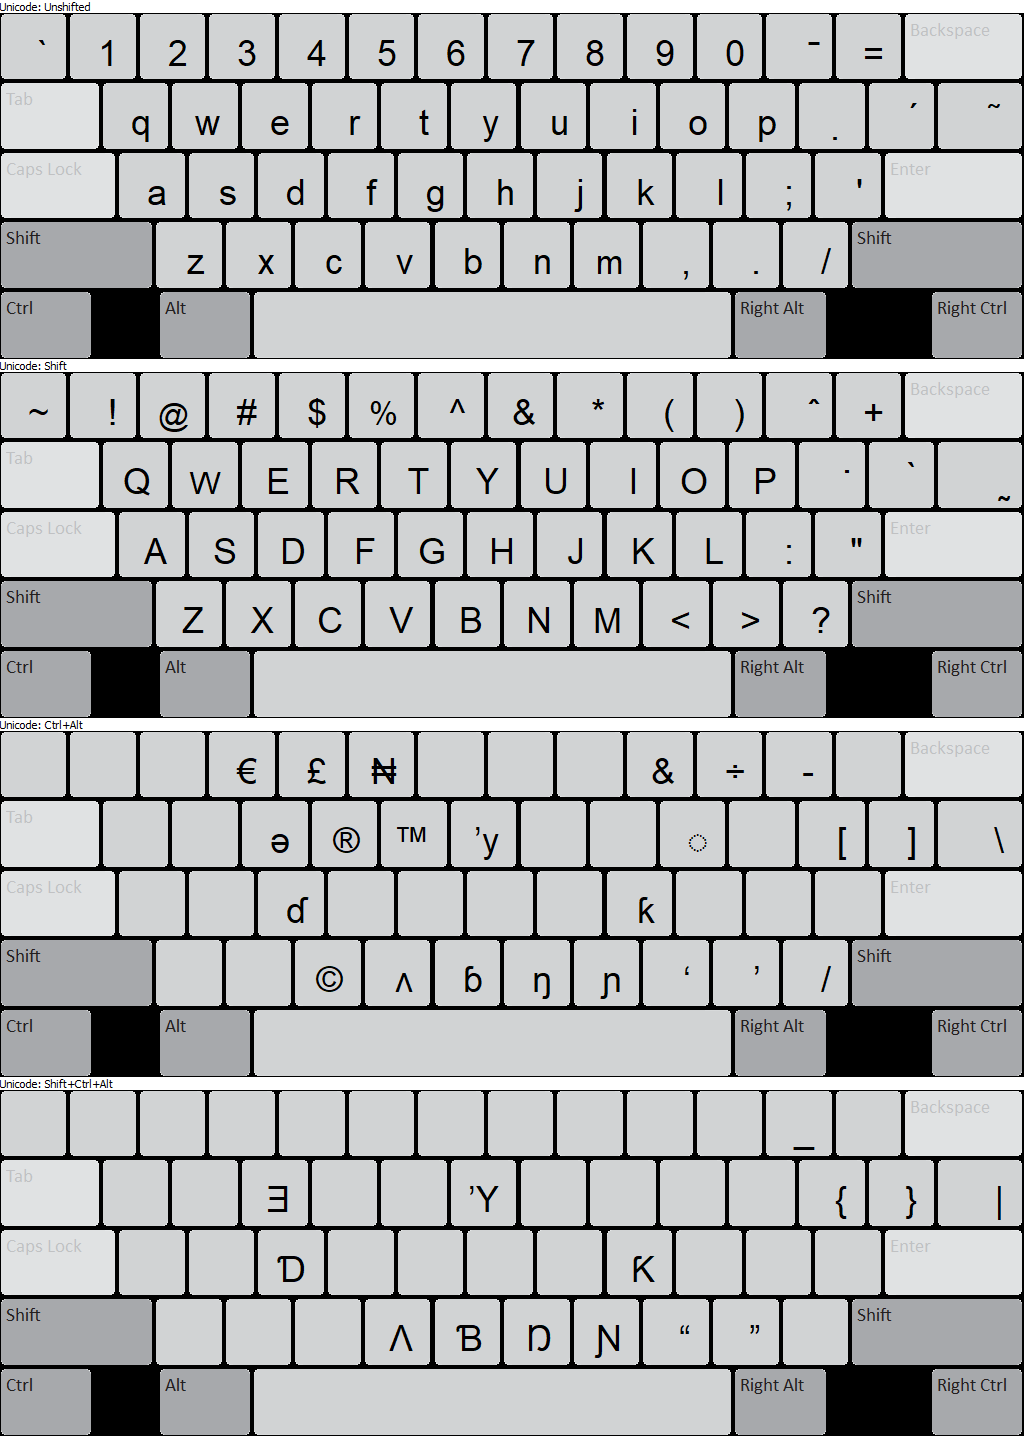 Unicode: Unshifted
` 1 2 3 4 5 6 7 8 9 0 ˉ = Backspace
Tab q w e r t y u i o p . ´ ˜
Caps Lock a s d f g h j k l ; ' Enter
Shift z x c v b n m , . / Shift
Ctrl Alt Right Alt Right Ctrl
Unicode: Shift
~ ! @ # $ % ^ & * ( ) ˆ + Backspace
Tab Q W E R T Y U I O P ˙ ` ˷
Caps Lock A S D F G H J K L : " Enter
Shift Z X C V B N M < > ? Shift
Ctrl Alt Right Alt Right Ctrl
Unicode: Ctrl+Alt
€ £ ₦ & ÷ - Backspace
Tab ə ® ™ ’y ◌ [ ] \
Caps Lock ɗ ƙ Enter
Shift © ʌ ɓ ŋ ɲ ‘ ’ / Shift
Ctrl Alt Right Alt Right Ctrl
Unicode: Shift+Ctrl+Alt
_ Backspace
Tab Ǝ ’Y { } |
Caps Lock Ɗ Ƙ Enter
Shift Ʌ Ɓ Ŋ Ɲ “ ” Shift
Ctrl Alt Right Alt Right Ctrl